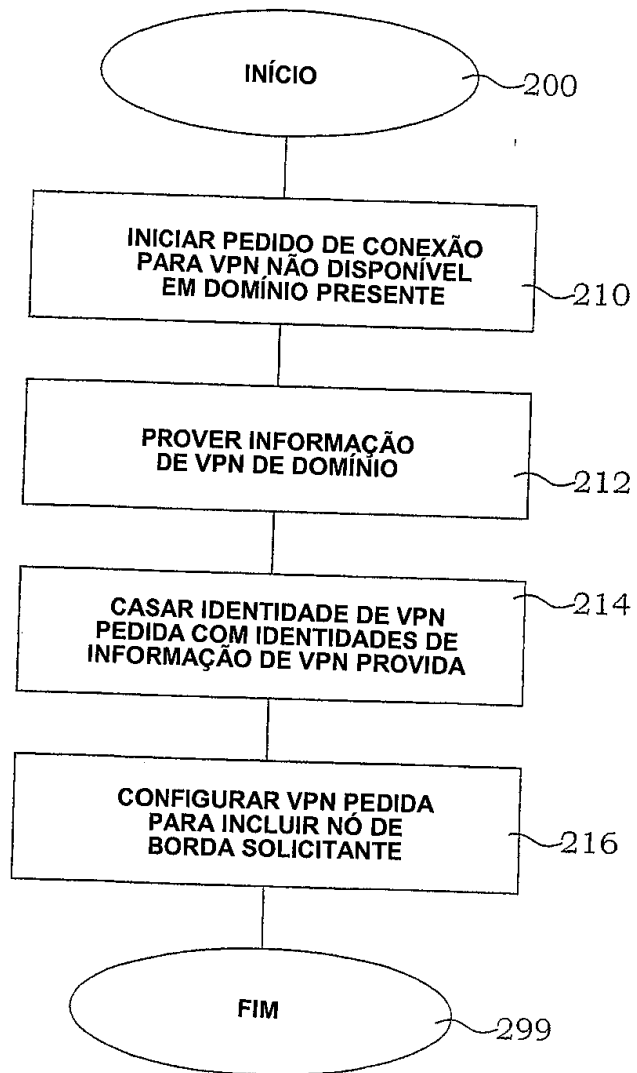 INÍCIO
200
INICIAR PEDIDO DE CONEXÃO
PARA VPN NÃO DISPONÍVEL
EM DOMÍNIO PRESENTE
210
PROVER INFORMAÇÃO
DE VPN DE DOMÍNIO
212
CASAR IDENTIDADE DE VPN
PEDIDA COM IDENTIDADES DE
INFORMAÇÃO DE VPN PROVIDA
214
CONFIGURAR VPN PEDIDA
PARA INCLUIR NÓ DE
BORDA SOLICITANTE
216
FIM
299